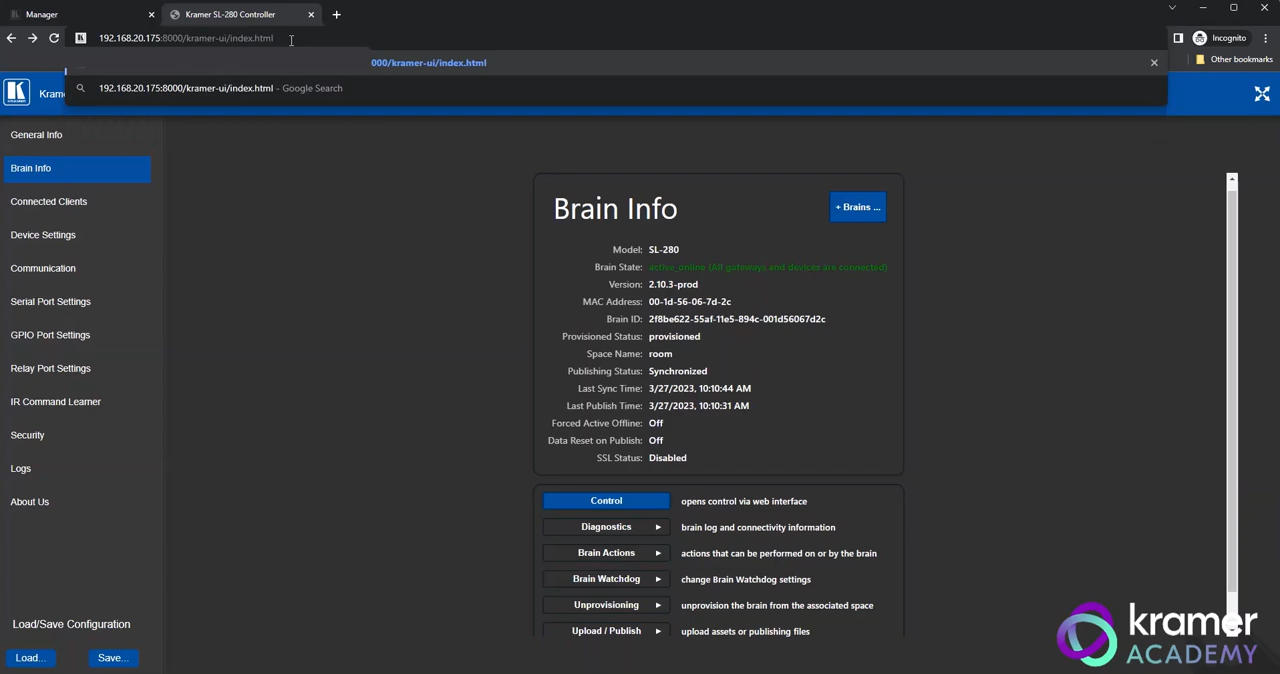 Manager
Kramer SL-280 Controller
192.168.20.175:8000/kramer-ui/index.html
Incognito
000/kramer-ui/index.html
Other bookmarks
192.168.20.175:8000/kramer-ui/index.html - Google Search
General Info
Brain Info
Connected Clients
Device Settings
Communication
Serial Port Settings
GPIO Port Settings
Relay Port Settings
IR Command Learner
Security
Logs
About Us
Load/Save Configuration
Load...
Save...
Brain Info
+ Brains ...
Model: SL-280
Brain State: active_online (All gateways and devices are connected)
Version: 2.10.3-prod
MAC Address: 00-1d-56-06-7d-2c
Brain ID: 2f8be622-55af-11e5-894c-001d56067d2c
Provisioned Status: provisioned
Space Name: room
Publishing Status: Synchronized
Last Sync Time: 3/27/2023, 10:10:44 AM
Last Publish Time: 3/27/2023, 10:10:31 AM
Forced Active Offline: Off
Data Reset on Publish: Off
SSL Status: Disabled
Control opens control via web interface
Diagnostics brain log and connectivity information
Brain Actions actions that can be performed on or by the brain
Brain Watchdog change Brain Watchdog settings
Unprovisioning unprovision the brain from the associated space
Upload / Publish upload assets or publishing files
kramer
ACADEMY